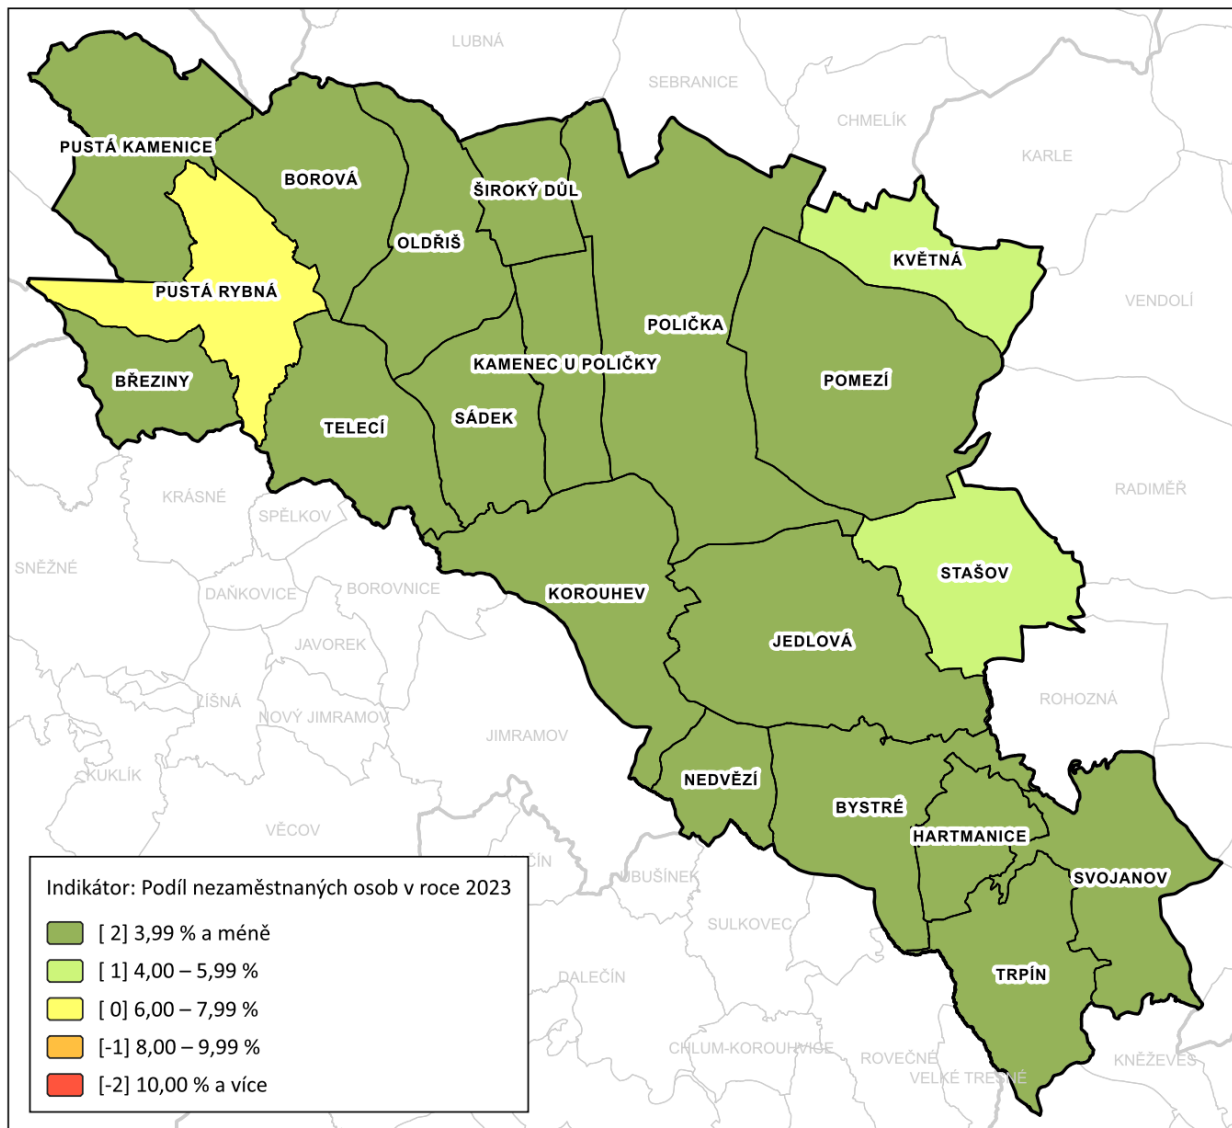 LUBNÁ
SEBRANICE
CHMELÍK
KARLE
PUSTÁ KAMENICE
BOROVÁ
ŠIROKÝ DŮL
OLDŘIŠ
KVĚTNÁ
PUSTÁ RYBNÁ
VENDOLÍ
POLIČKA
KAMENEC U POLIČKY
BŘEZINY
POMEZÍ
SÁDEK
TELECÍ
KRÁSNÉ
RADIMĚŘ
SPĚLKOV
SNĚŽNÉ
STAŠOV
BOROVNICE
DAŇKOVICE
KOROUHEV
JAVOREK
JEDLOVÁ
LÍŠNÁ
ROHOZNÁ
NOVÝ JIMRAMOV
JIMRAMOV
KUKLÍK
NEDVĚZÍ
BYSTRÉ
VĚCOV
HARTMANICE
ČÍN
UBUŠÍNEK
SVOJANOV
SULKOVEC
DALEČÍN
TRPÍN
CHLUM-KOROUHVICE
ROVEČNÉ
KNĚŽEVES
VELKÉ TRESNÉ
Indikátor: Podíl nezaměstnaných osob v roce 2023
[ 2] 3,99 % a méně
[ 1] 4,00 – 5,99 %
[ 0] 6,00 – 7,99 %
[-1] 8,00 – 9,99 %
[-2] 10,00 % a více